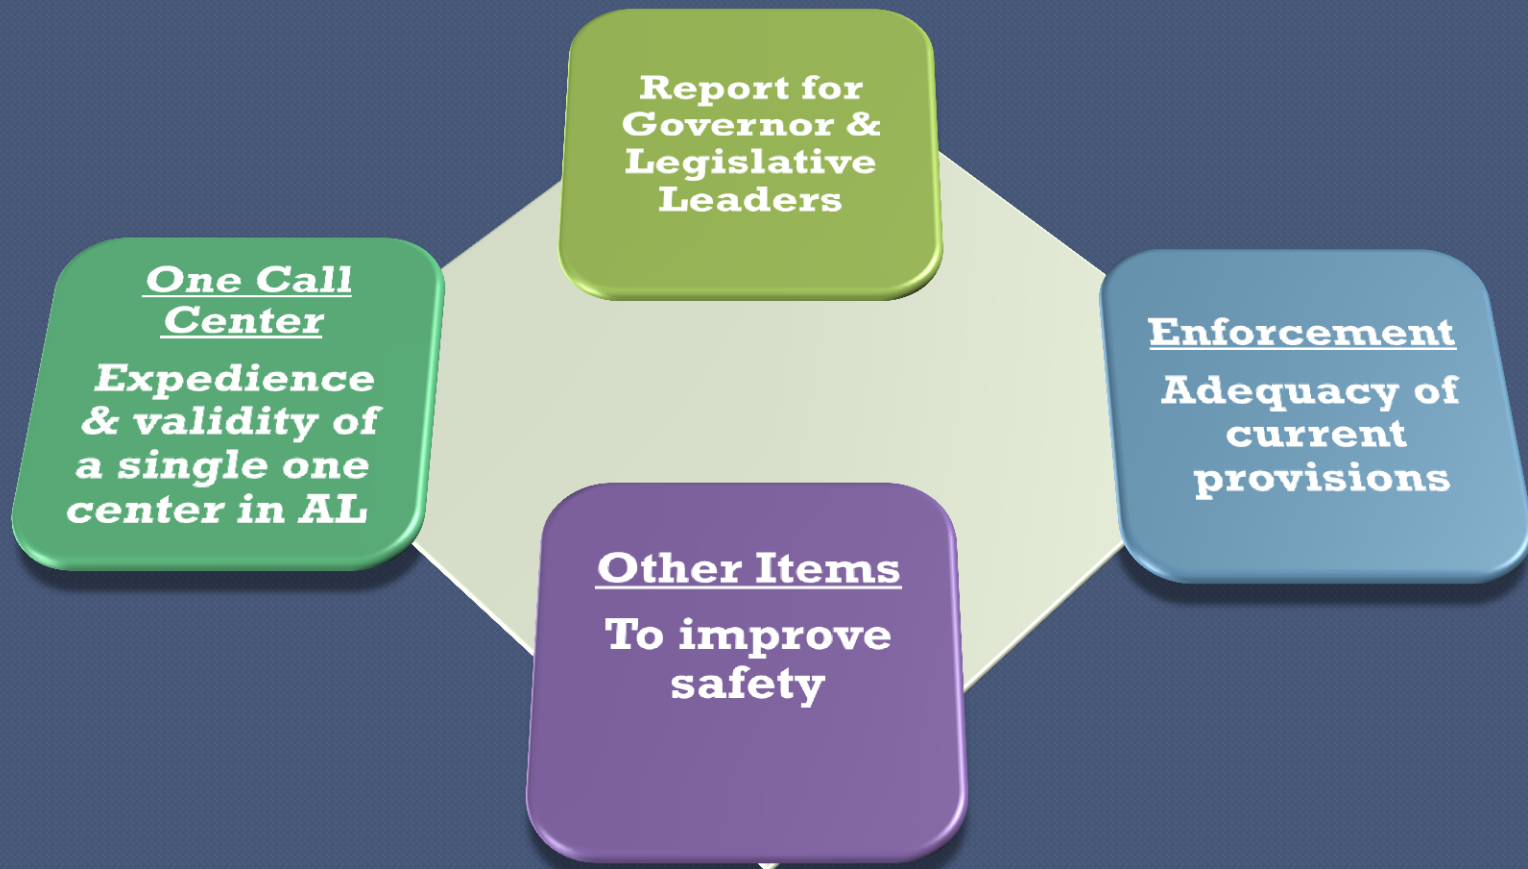 Report for
Governor &
Legislative
Leaders
One Call
Center
Expedience
& validity of
a single one
center in AL
Enforcement
Adequacy of
current
provisions
Other Items
To improve
safety